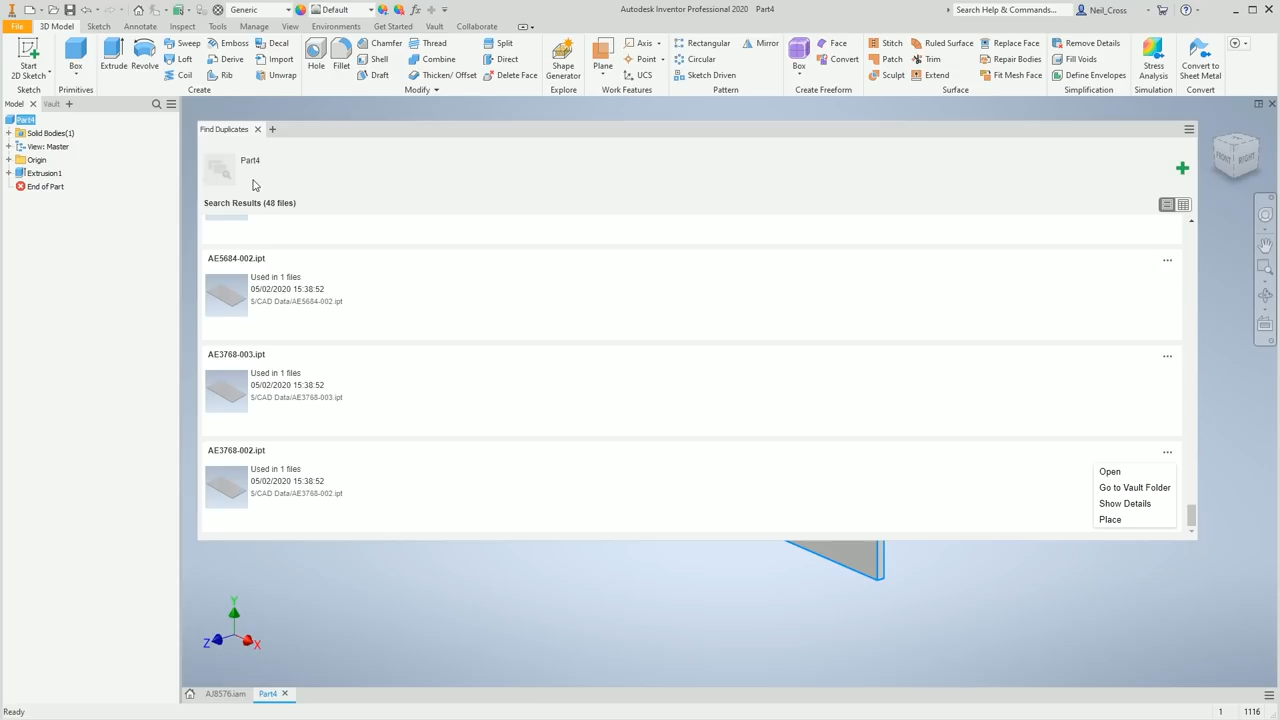 Generic
Default
Autodesk Inventor Professional 2020 Part4
Search Help & Commands...
Neil_Cross
File
3D Model
Sketch
Annotate
Inspect
Tools
Manage
View
Environments
Get Started
Vault
Collaborate
Start
2D Sketch
Sketch
Box
Primitives
Extrude
Revolve
Sweep
Loft
Coil
Emboss
Derive
Rib
Decal
Import
Unwrap
Create
Hole
Fillet
Chamfer
Shell
Draft
Thread
Combine
Thicken/ Offset
Split
Direct
Delete Face
Modify
Shape
Generator
Explore
Plane
Axis
Point
UCS
Work Features
Rectangular
Circular
Sketch Driven
Mirror
Pattern
Box
Face
Convert
Create Freeform
Stitch
Patch
Sculpt
Ruled Surface
Trim
Extend
Replace Face
Repair Bodies
Fit Mesh Face
Surface
Remove Details
Fill Voids
Define Envelopes
Simplification
Stress
Analysis
Simulation
Convert to
Sheet Metal
Convert
Model
Vault
Part4
Solid Bodies(1)
View: Master
Origin
Extrusion1
End of Part
Find Duplicates
Part4
Search Results (48 files)
AE5684-002.ipt
Used in 1 files
05/02/2020 15:38:52
$/CAD Data/AE5684-002.ipt
AE3768-003.ipt
Used in 1 files
05/02/2020 15:38:52
$/CAD Data/AE3768-003.ipt
AE3768-002.ipt
Used in 1 files
05/02/2020 15:38:52
$/CAD Data/AE3768-002.ipt
Open
Go to Vault Folder
Show Details
Place
FRONT
RIGHT
Y
Z
X
AJ8576.iam
Part4
Ready
1
1116